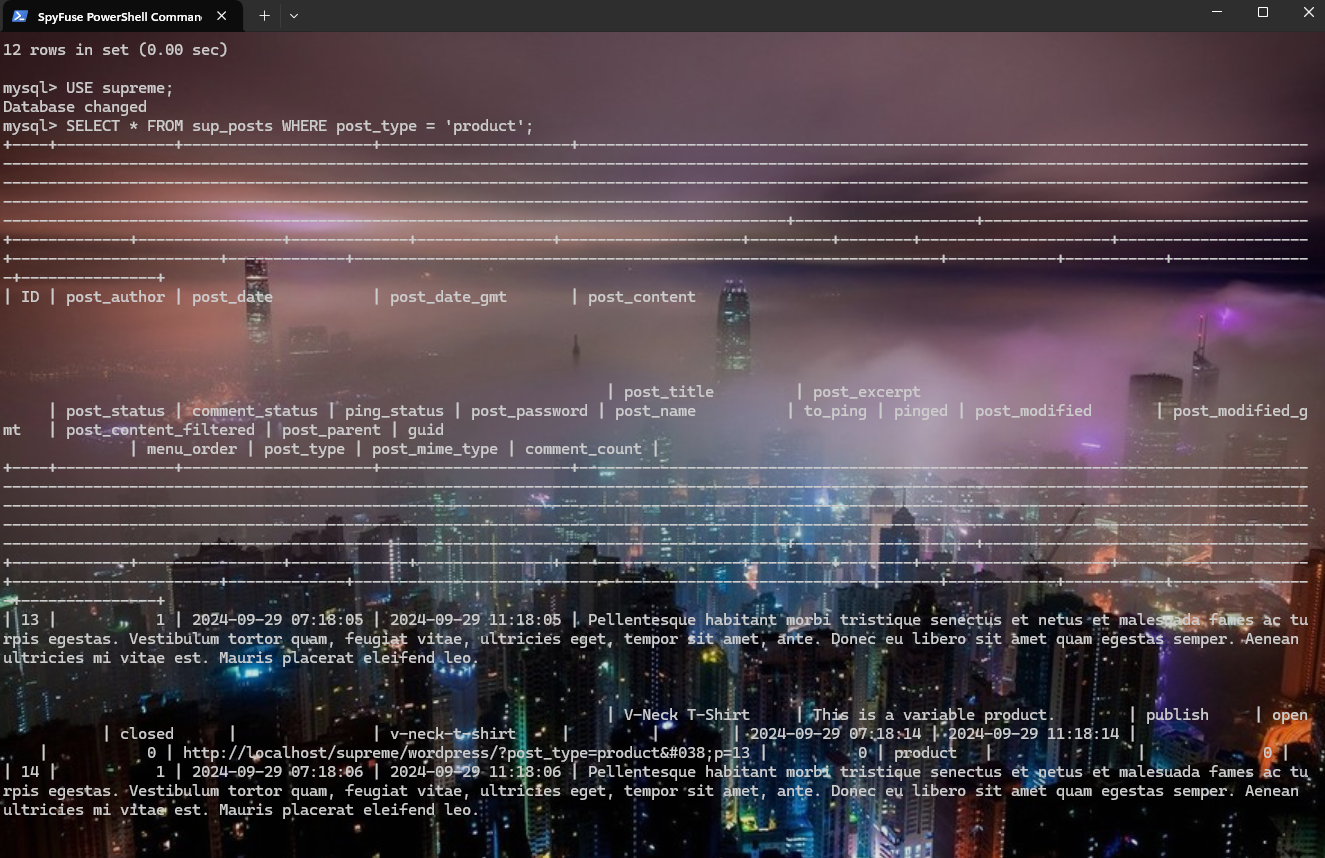 SpyFuse PowerShell Comman
12 rows in set (0.00 sec)
mysql> USE supreme;
Database changed
mysql> SELECT * FROM sup_posts WHERE post_type = 'product';
| ID | post_author | post_date | post_date_gmt | post_content
| post_title | post_excerpt
| post_status | comment_status | ping_status | post_password | post_name | to_ping | pinged | post_modified | post_modified_g
mt | post_content_filtered | post_parent | guid
| menu_order | post_type | post_mime_type | comment_count |
| 13 | 1 | 2024-09-29 07:18:05 | 2024-09-29 11:18:05 | Pellentesque habitant morbi tristique senectus et netus et malesuada fames ac tu
rpis egestas. Vestibulum tortor quam, feugiat vitae, ultricies eget, tempor sit amet, ante. Donec eu libero sit amet quam egestas semper. Aenean
ultricies mi vitae est. Mauris placerat eleifend leo.
| V-Neck T-Shirt | This is a variable product. | publish | open
| closed | | v-neck-t-shirt | | | 2024-09-29 07:18:14 | 2024-09-29 11:18:14 |
| 0 | http://localhost/supreme/wordpress/?post_type=product&#038;p=13 | 0 | product | | 0 |
| 14 | 1 | 2024-09-29 07:18:06 | 2024-09-29 11:18:06 | Pellentesque habitant morbi tristique senectus et netus et malesuada fames ac tu
rpis egestas. Vestibulum tortor quam, feugiat vitae, ultricies eget, tempor sit amet, ante. Donec eu libero sit amet quam egestas semper. Aenean
ultricies mi vitae est. Mauris placerat eleifend leo.